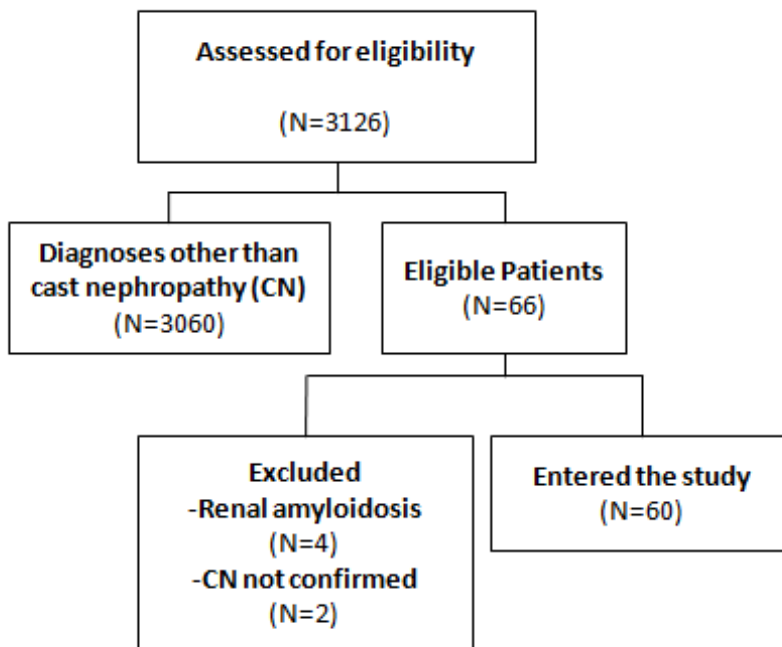 Assessed for eligibility
(N=3126)
Diagnoses other than
cast nephropathy (CN)
(N=3060)
Eligible Patients
(N=66)
Excluded
-Renal amyloidosis
(N=4)
-CN not confirmed
(N=2)
Entered the study
(N=60)